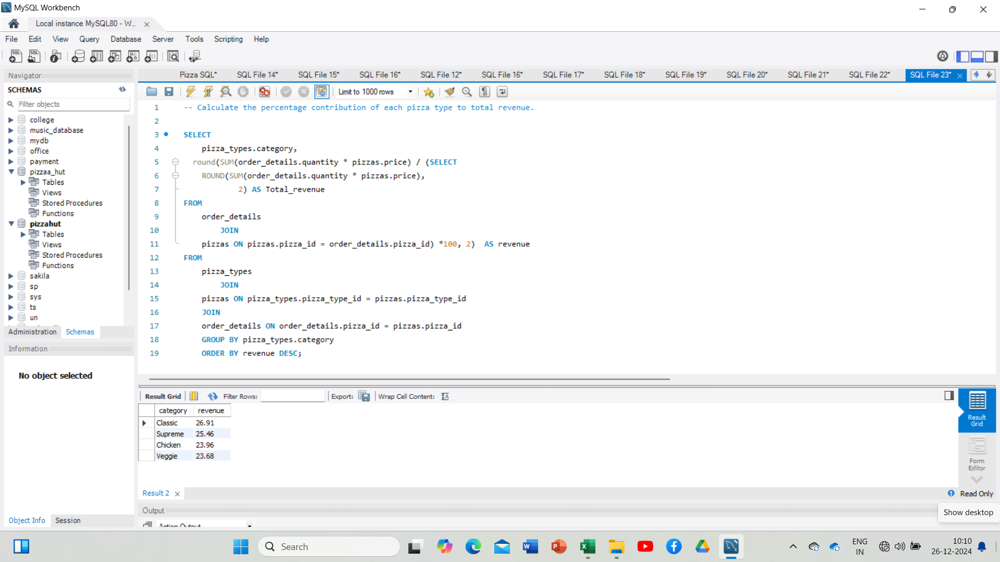 MySQL Workbench
Local instance MySQL80 - W...
File Edit View Query Database Server Tools Scripting Help
Navigator
SCHEMAS
Filter objects
college
music_database
mydb
office
payment
pizzaa_hut
Tables
Views
Stored Procedures
Functions
pizzahut
Tables
Views
Stored Procedures
Functions
sakila
sp
sys
ts
un
Administration Schemas
Information
No object selected
Object Info Session
Pizza SQL* SQL File 14* SQL File 15* SQL File 16* SQL File 12* SQL File 16* SQL File 17* SQL File 18* SQL File 19* SQL File 20* SQL File 21* SQL File 22* SQL File 23*
Limit to 1000 rows
1 -- Calculate the percentage contribution of each pizza type to total revenue.
2
3 SELECT
4 pizza_types.category,
5 round(SUM(order_details.quantity * pizzas.price) / (SELECT
6 ROUND(SUM(order_details.quantity * pizzas.price),
7 2) AS Total_revenue
8 FROM
9 order_details
10 JOIN
11 pizzas ON pizzas.pizza_id = order_details.pizza_id) *100, 2) AS revenue
12 FROM
13 pizza_types
14 JOIN
15 pizzas ON pizza_types.pizza_type_id = pizzas.pizza_type_id
16 JOIN
17 order_details ON order_details.pizza_id = pizzas.pizza_id
18 GROUP BY pizza_types.category
19 ORDER BY revenue DESC;
Result Grid Filter Rows: Export: Wrap Cell Content:
category revenue
Classic 26.91
Supreme 25.46
Chicken 23.96
Veggie 23.68
Result Grid
Form Editor
Result 2
Read Only
Output
Action Output
Show desktop
Search
ENG
IN
10:10
26-12-2024